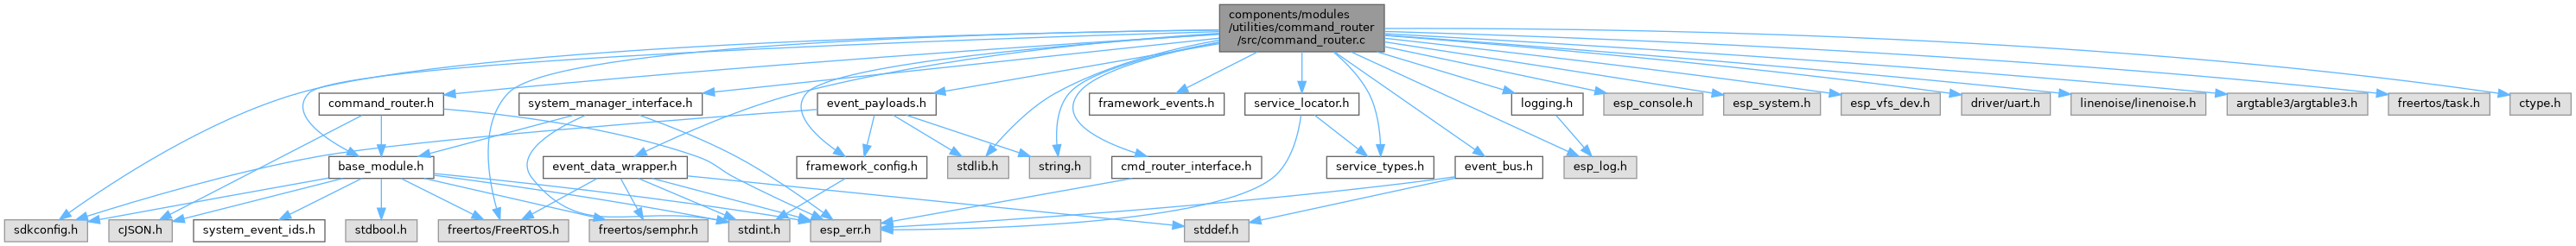 components/modules
/utilities/command_router
/src/command_router.c
command_router.h
system_manager_interface.h
event_payloads.h
framework_events.h
service_locator.h
logging.h
esp_console.h
esp_system.h
esp_vfs_dev.h
driver/uart.h
linenoise/linenoise.h
argtable3/argtable3.h
freertos/task.h
ctype.h
base_module.h
event_data_wrapper.h
framework_config.h
stdlib.h
string.h
cmd_router_interface.h
service_types.h
event_bus.h
esp_log.h
sdkconfig.h
cJSON.h
system_event_ids.h
stdbool.h
freertos/FreeRTOS.h
freertos/semphr.h
stdint.h
esp_err.h
stddef.h